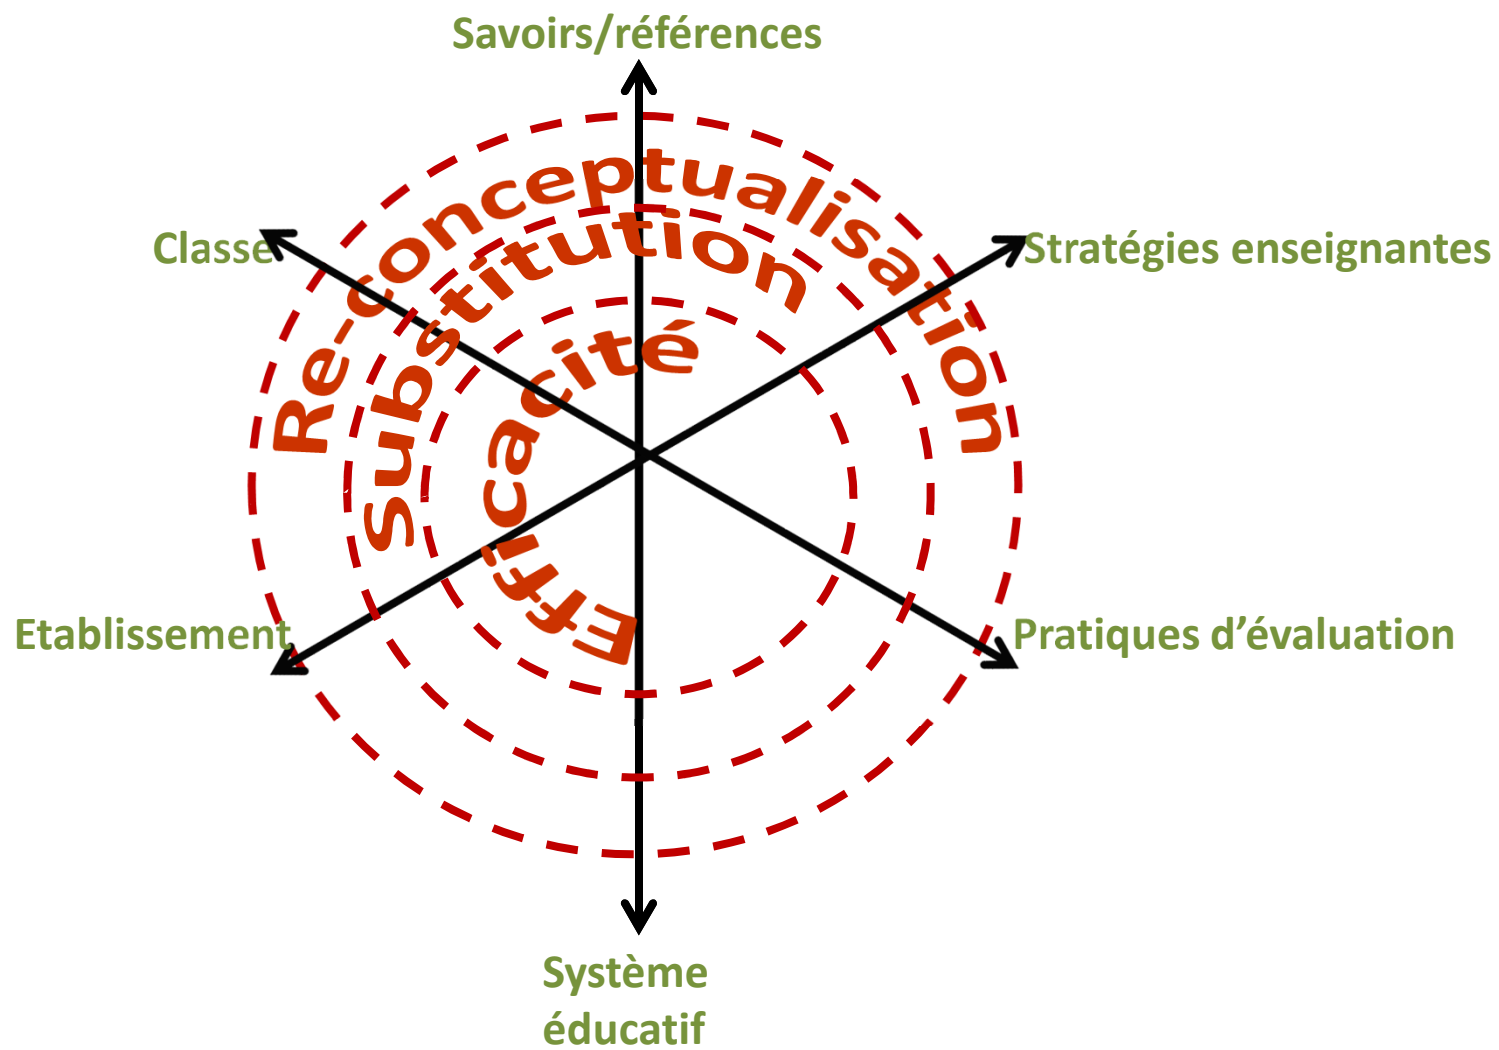 Savoirs/références
Re-conceptualisation
Substitution
Efficacité
Classe
Stratégies enseignantes
Etablissement
Pratiques d’évaluation
Système
éducatif